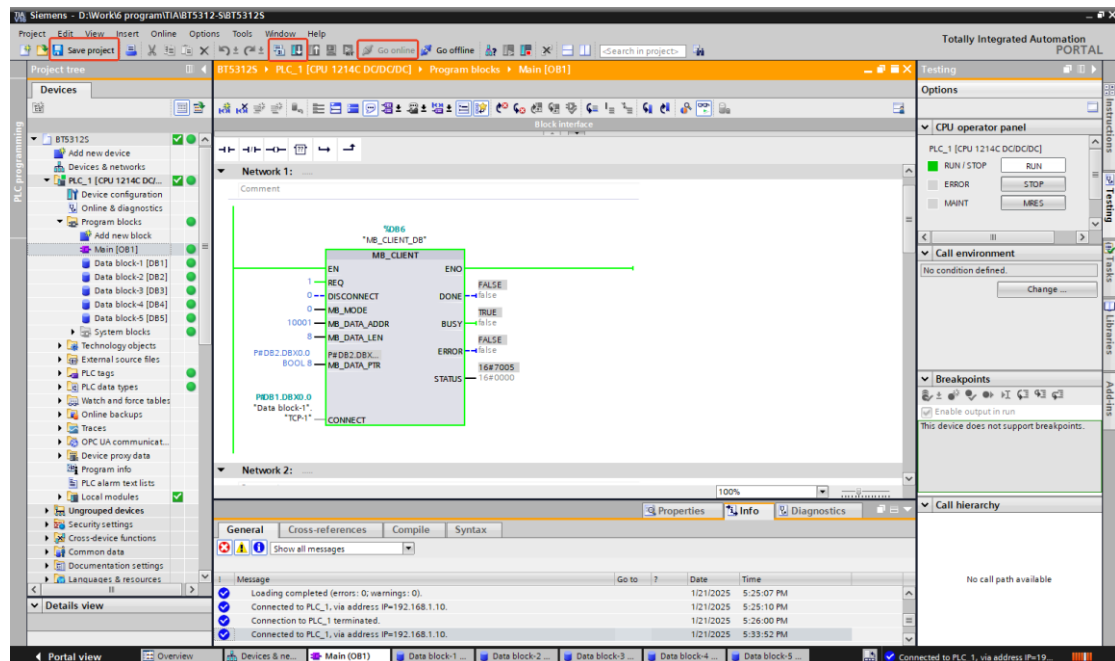 Siemens - D:\Work\6 program\TIA\BT5312-S\BT5312S
Project Edit View Insert Online Options Tools Window Help
Totally Integrated Automation
PORTAL
Save project
Go online
Go offline
<Search in project>
Project tree
BT5312S ▸ PLC_1 [CPU 1214C DC/DC/DC] ▸ Program blocks ▸ Main [OB1]
Testing
Devices
Options
PLC programming
BT5312S
Add new device
Devices & networks
PLC_1 [CPU 1214C DC/...
Device configuration
Online & diagnostics
Program blocks
Add new block
Main [OB1]
Data block-1 [DB1]
Data block-2 [DB2]
Data block-3 [DB3]
Data block-4 [DB4]
Data block-5 [DB5]
System blocks
Technology objects
External source files
PLC tags
PLC data types
Watch and force tables
Online backups
Traces
OPC UA communicat...
Device proxy data
Program info
PLC alarm text lists
Local modules
Ungrouped devices
Security settings
Cross-device functions
Common data
Documentation settings
Languages & resources
Details view
Block interface
Network 1: ......
Comment
%DB6
"MB_CLIENT_DB"
MB_CLIENT
EN ENO
1 REQ
0 DISCONNECT
0 MB_MODE
10001 MB_DATA_ADDR
8 MB_DATA_LEN
P#DB2.DBX0.0
BOOL 8
P#DB2.DBX...
MB_DATA_PTR
P#DB1.DBX0.0
"Data block-1".
"TCP-1"
CONNECT
FALSE
DONE false
TRUE
BUSY false
FALSE
ERROR false
16#7005
STATUS 16#0000
Network 2: ......
100%
Properties Info Diagnostics
General Cross-references Compile Syntax
Show all messages
! Message Go to ? Date Time
Loading completed (errors: 0; warnings: 0). 1/21/2025 5:25:07 PM
Connected to PLC_1, via address IP=192.168.1.10. 1/21/2025 5:25:10 PM
Connection to PLC_1 terminated. 1/21/2025 5:26:00 PM
Connected to PLC_1, via address IP=192.168.1.10. 1/21/2025 5:33:52 PM
CPU operator panel
PLC_1 [CPU 1214C DC/DC/DC]
RUN / STOP RUN
ERROR STOP
MAINT MRES
Call environment
No condition defined.
Change ...
Breakpoints
Enable output in run
This device does not support breakpoints.
Call hierarchy
No call path available
Instructions
Testing
Tasks
Libraries
Add-ins
Portal view Overview Devices & ne... Main (OB1) Data block-1 ... Data block-2 ... Data block-3 ... Data block-4 ... Data block-5 ... Connected to PLC_1, via address IP=19...